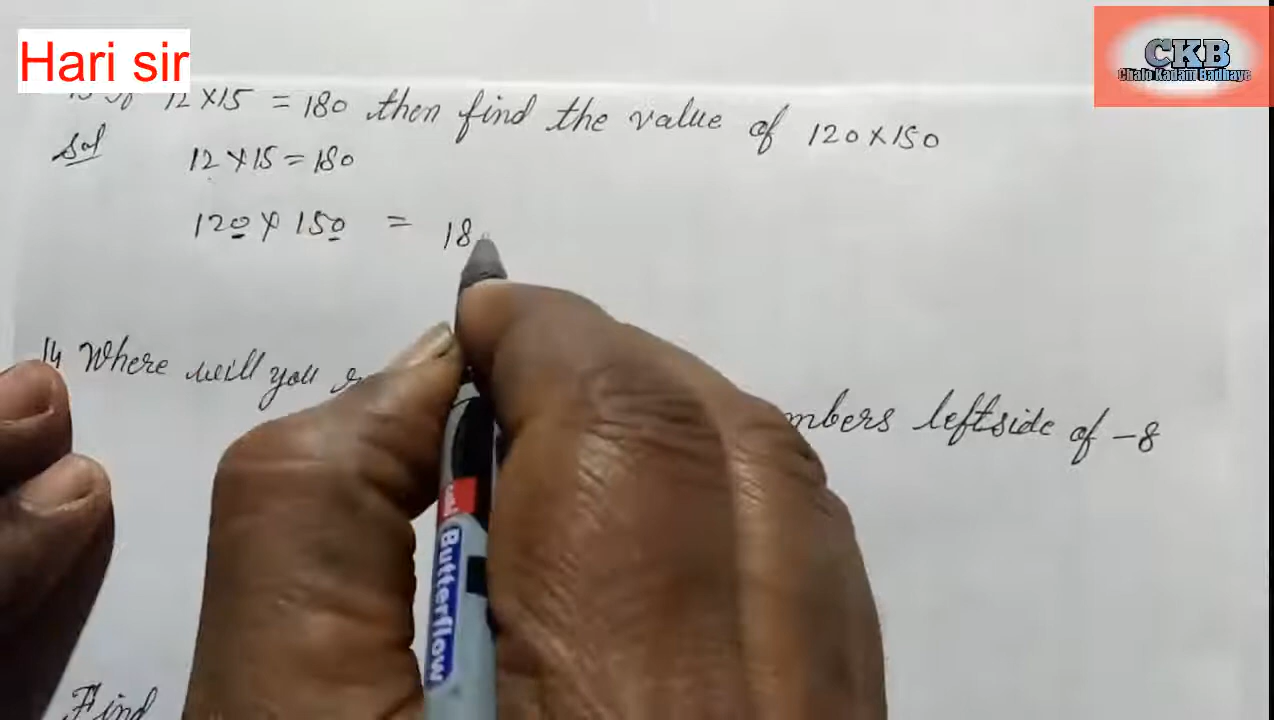 Hari sir
CKB
Chalo Kadam Badhaye
12×15 = 180 then find the value of 120×150
Sol
12×15=180
120×150 = 18
14 Where will you
mbers leftside of -8
Butterflow
Find